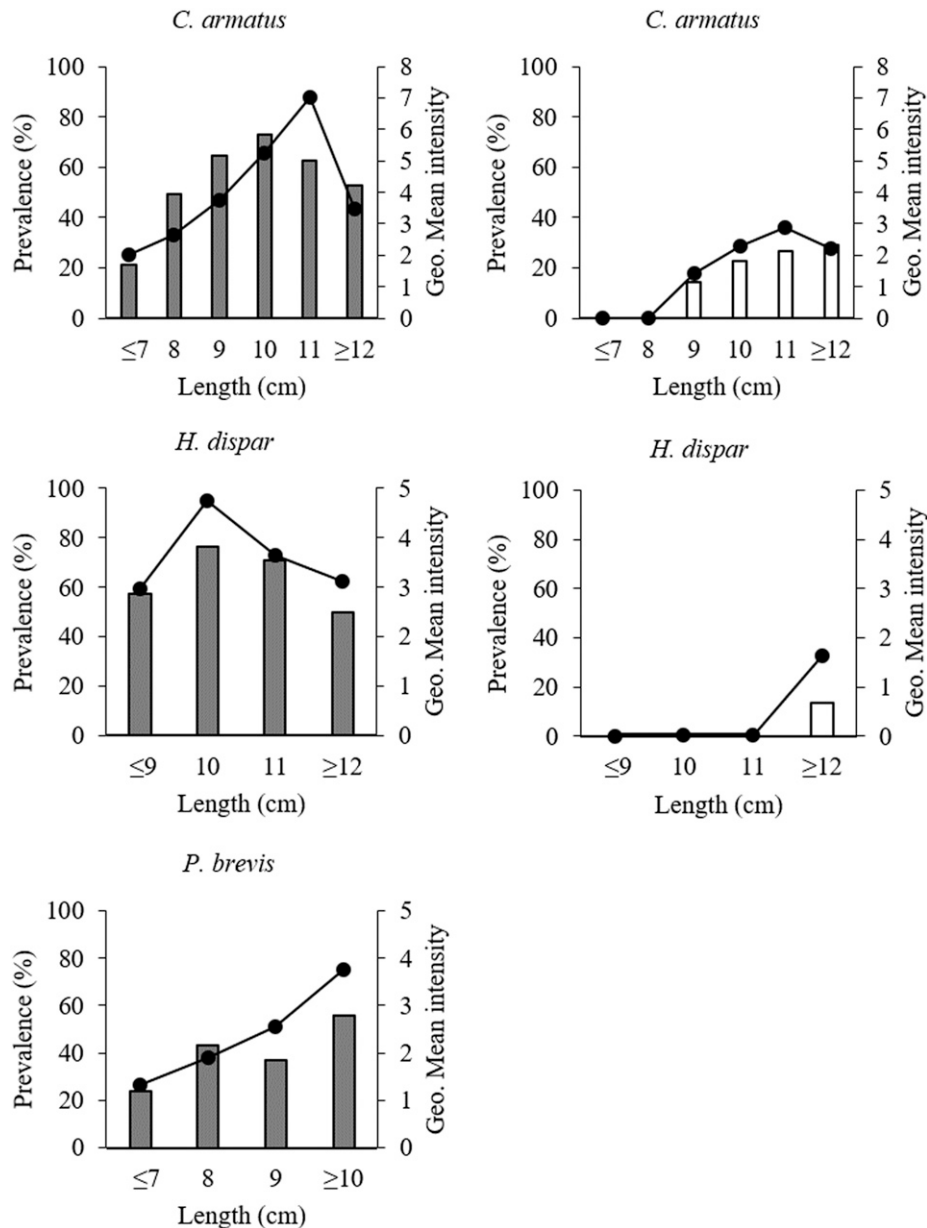 C. armatus
Prevalence (%)
100
80
60
40
20
0
8
7
6
5
4
3
2
1
0
Geo. Mean intensity
≤7 8 9 10 11 ≥12
Length (cm)
C. armatus
Prevalence (%)
100
80
60
40
20
0
8
7
6
5
4
3
2
1
0
Geo. Mean intensity
≤7 8 9 10 11 ≥12
Length (cm)
H. dispar
Prevalence (%)
100
80
60
40
20
0
5
4
3
2
1
0
Geo. Mean intensity
≤9 10 11 ≥12
Length (cm)
H. dispar
Prevalence (%)
100
80
60
40
20
0
5
4
3
2
1
0
Geo. Mean intensity
≤9 10 11 ≥12
Length (cm)
P. brevis
Prevalence (%)
100
80
60
40
20
0
5
4
3
2
1
0
Geo. Mean intensity
≤7 8 9 ≥10
Length (cm)